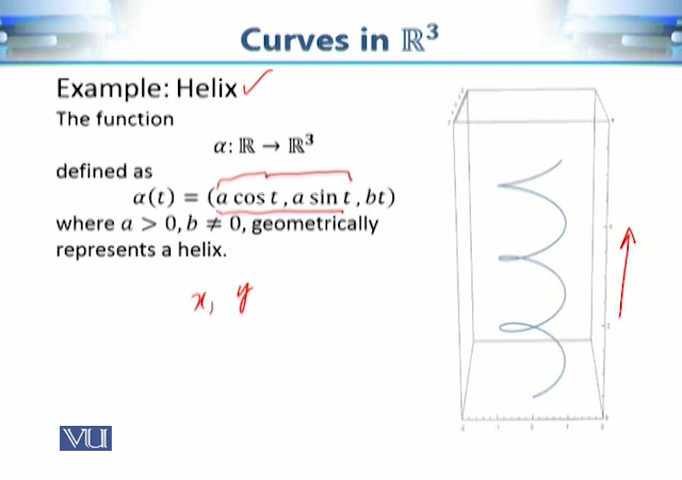 Curves in ℝ³
Example: Helix
The function
α: ℝ → ℝ³
defined as
α(t) = (a cos t , a sin t , bt)
where a > 0, b ≠ 0, geometrically
represents a helix.
x, y
VU